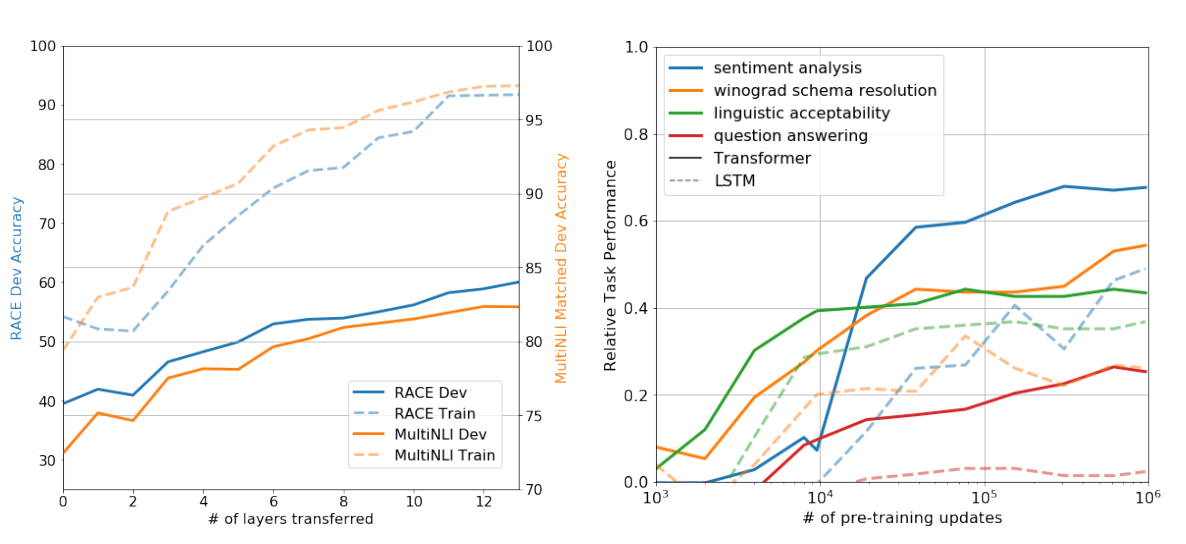 100
90
80
70
60
50
40
30
RACE Dev Accuracy
0
2
4
6
8
10
12
# of layers transferred
100
95
90
85
80
75
70
MultiNLI Matched Dev Accuracy
RACE Dev
RACE Train
MultiNLI Dev
MultiNLI Train
1.0
0.8
0.6
0.4
0.2
0.0
Relative Task Performance
sentiment analysis
winograd schema resolution
linguistic acceptability
question answering
Transformer
LSTM
10³
10⁴
10⁵
10⁶
# of pre-training updates